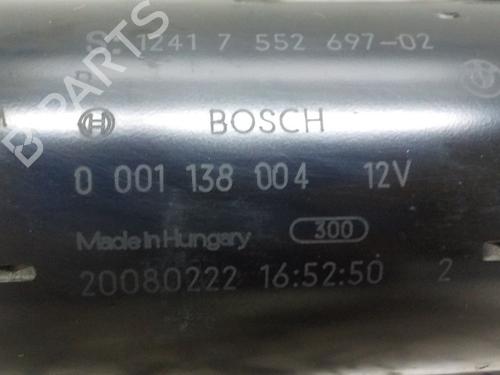 1241 7 552 697-02
BOSCH
0 001 138 004 12V
Made in Hungary 300
20080222 16:52:50 2
B PARTS